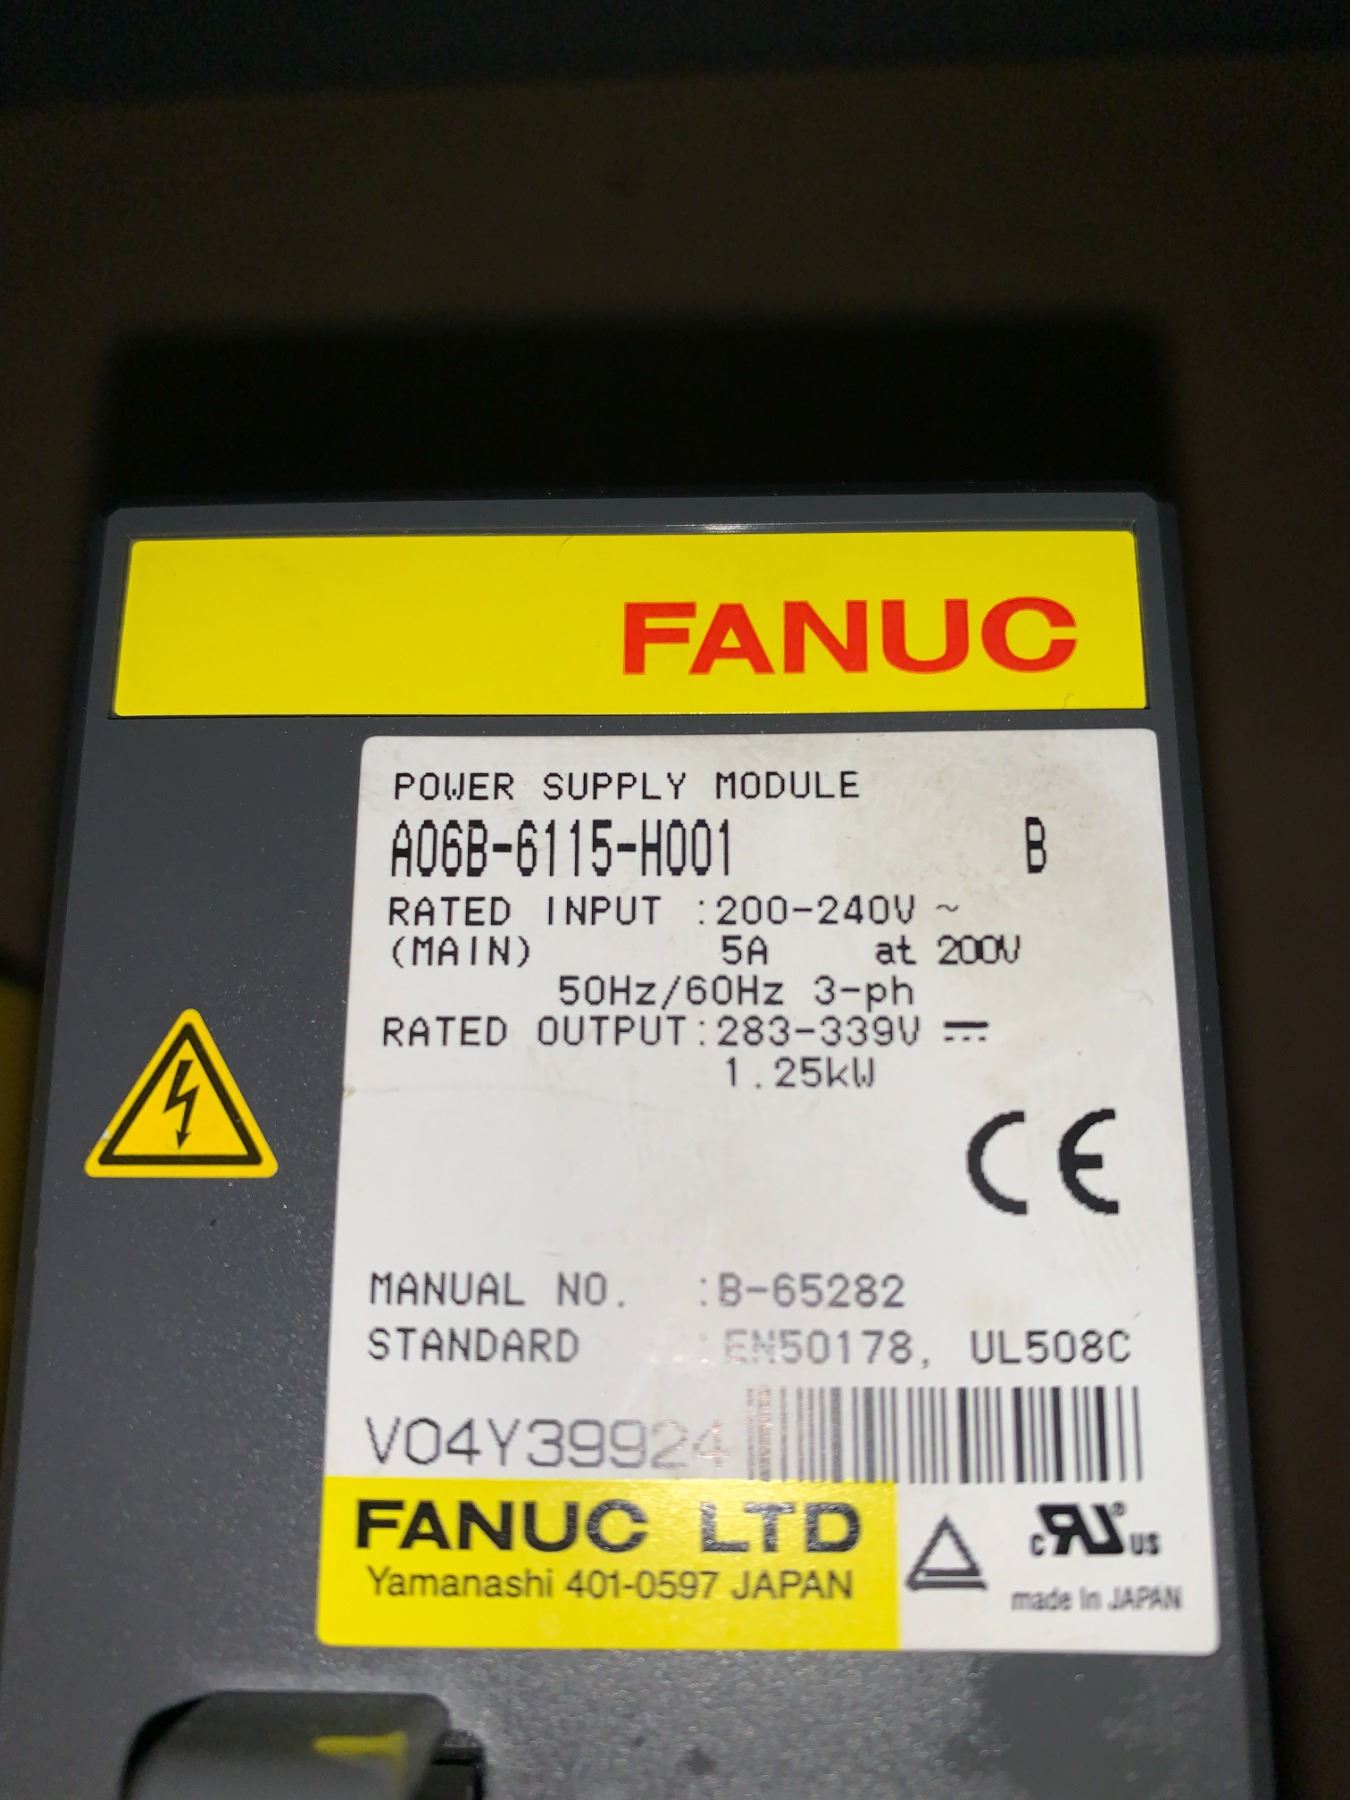 FANUC
POWER SUPPLY MODULE
A06B-6115-H001 B
RATED INPUT :200-240V ~
(MAIN) 5A at 200V
50Hz/60Hz 3-ph
RATED OUTPUT:283-339V ⎓
1.25kW
CE
MANUAL NO. :B-65282
STANDARD :EN50178, UL508C
V04Y39924
FANUC LTD
Yamanashi 401-0597 JAPAN
c RU US
made In JAPAN